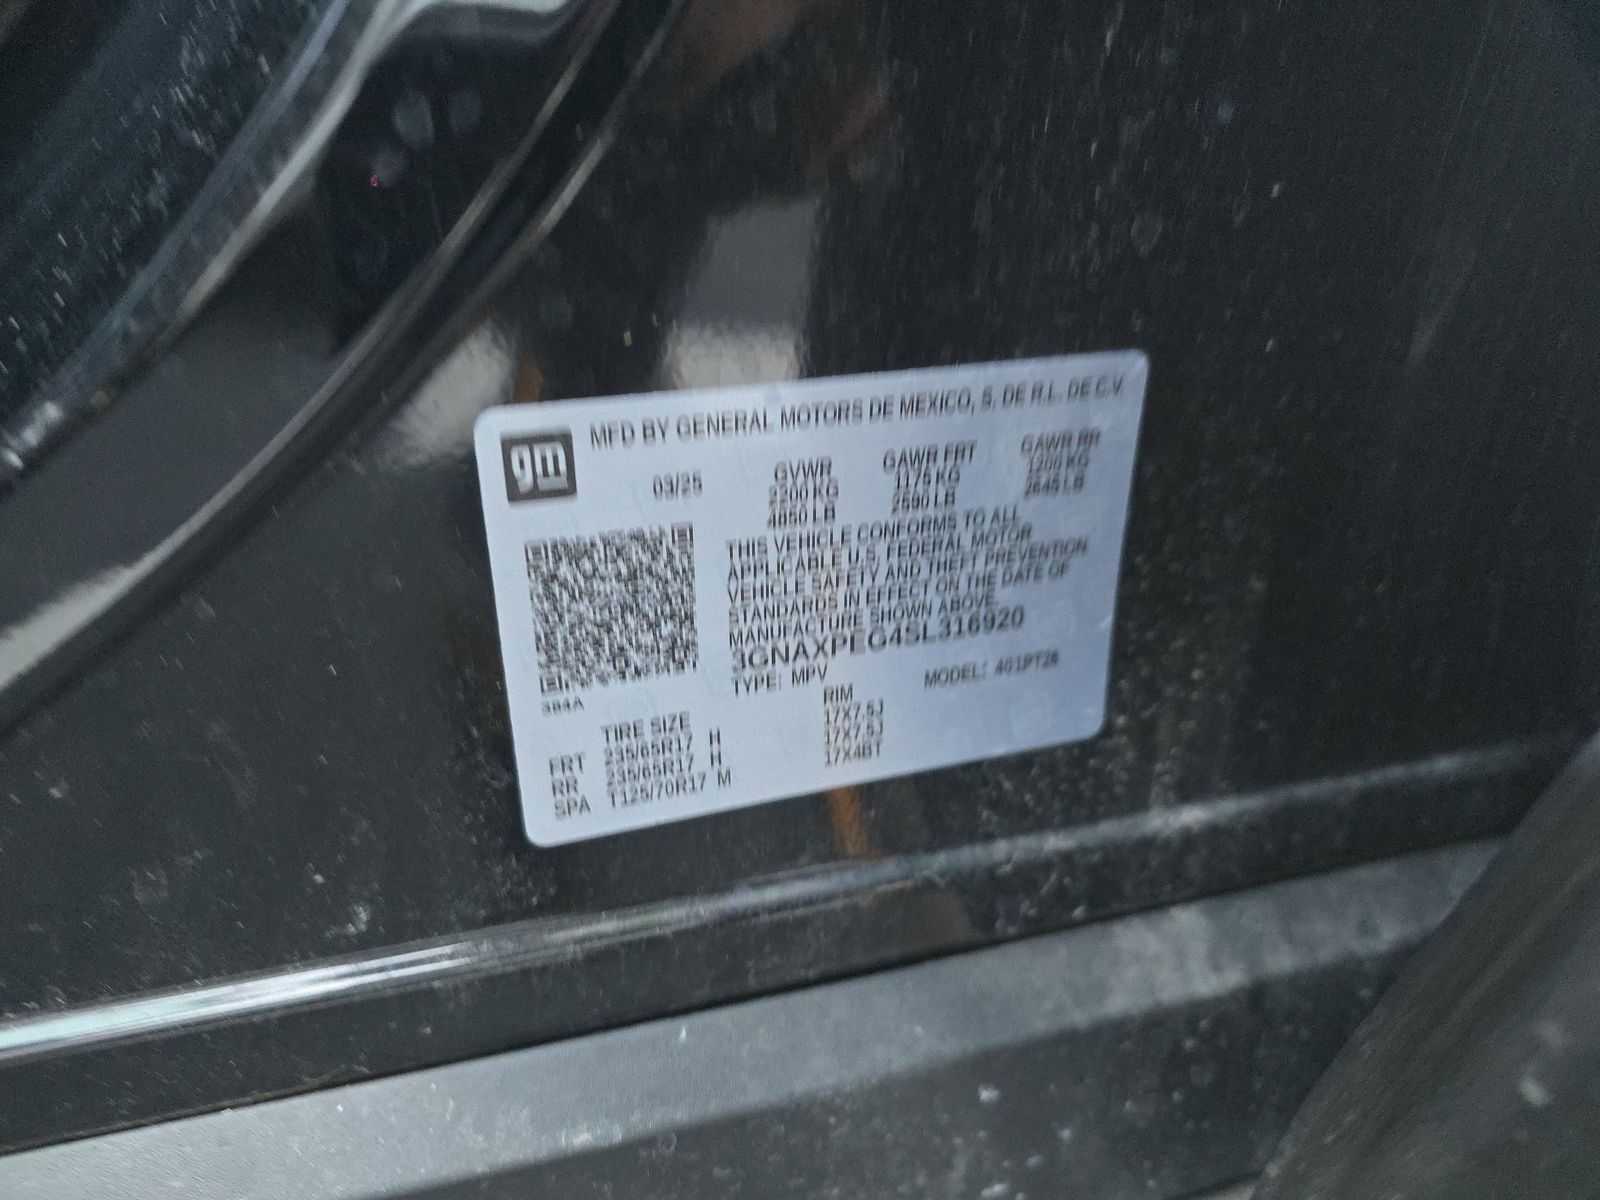 gm
MFD BY GENERAL MOTORS DE MEXICO, S. DE R.L. DE C.V.
03/25
GVWR GAWR FRT GAWR RR
2200 KG 1175 KG 1200 KG
4850 LB 2590 LB 2645 LB
THIS VEHICLE CONFORMS TO ALL
APPLICABLE U.S. FEDERAL MOTOR
VEHICLE SAFETY AND THEFT PREVENTION
STANDARDS IN EFFECT ON THE DATE OF
MANUFACTURE SHOWN ABOVE.
3GNAXPEG4SL316920
TYPE: MPV MODEL:
384A
TIRE SIZE RIM
FRT 235/65R17 H 17X7.5J
RR 235/65R17 H 17X7.5J
SPA T125/70R17 M 17X4BT